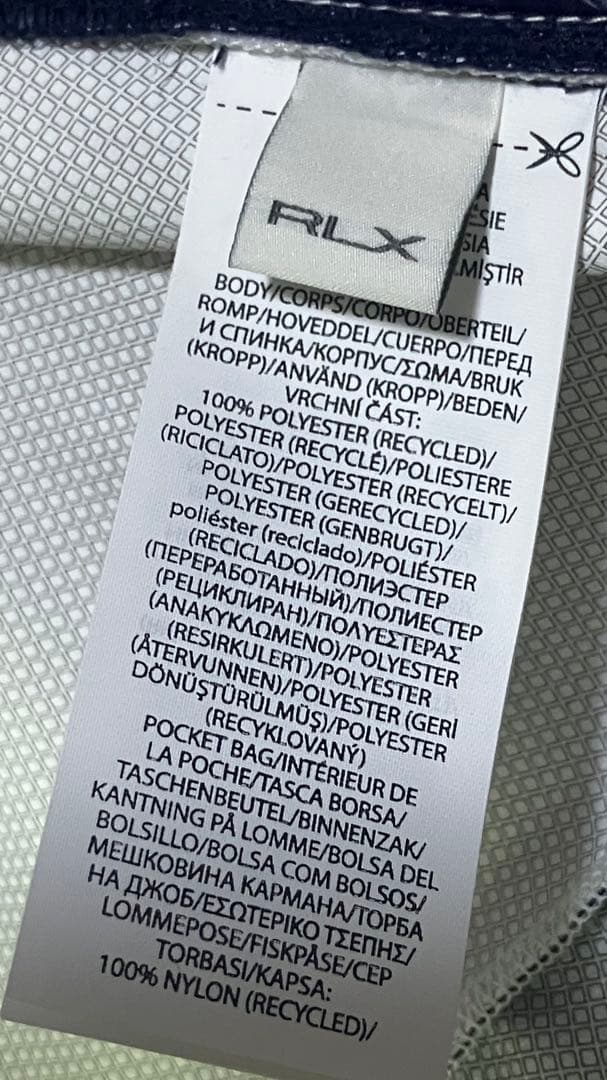 RLX
ÉSIE
SIA
MİŞTİR
BODY/CORPS/CORPO/OBERTEIL/
ROMP/HOVEDDEL/CUERPO/ПЕРЕД
И СПИНКА/КОРПУС/ΣΩΜΑ/BRUK
(KROPP)/ANVÄND (KROPP)/BEDEN/
VRCHNÍ ČÁST:
100% POLYESTER (RECYCLED)/
POLYESTER (RECYCLÉ)/POLIESTERE
(RICICLATO)/POLYESTER (RECYCELT)/
POLYESTER (GERECYCLED)/
POLYESTER (GENBRUGT)/
poliéster (reciclado)/POLIÉSTER
(RECICLADO)/ПОЛИЭСТЕР
(ПЕРЕРАБОТАННЫЙ)/ПОЛИЕСТЕР
(РЕЦИКЛИРАН)/ΠΟΛΥΕΣΤΕΡΑΣ
(ΑΝΑΚΥΚΛΩΜΕΝΟ)/POLYESTER
(RESIRKULERT)/POLYESTER
(ÅTERVUNNEN)/POLYESTER (GERİ
DÖNÜŞTÜRÜLMÜŞ)/POLYESTER
(RECYKLOVANÝ)
POCKET BAG/INTÉRIEUR DE
LA POCHE/TASCA BORSA/
TASCHENBEUTEL/BINNENZAK/
KANTNING PÅ LOMME/BOLSA DEL
BOLSILLO/BOLSA COM BOLSOS/
МЕШКОВИНА КАРМАНА/ТОРБА
НА ДЖОБ/ΕΣΩΤΕΡΙΚΟ ΤΣΕΠΗΣ/
LOMMEPOSE/FISKPÅSE/CEP
TORBASI/KAPSA:
100% NYLON (RECYCLED)/